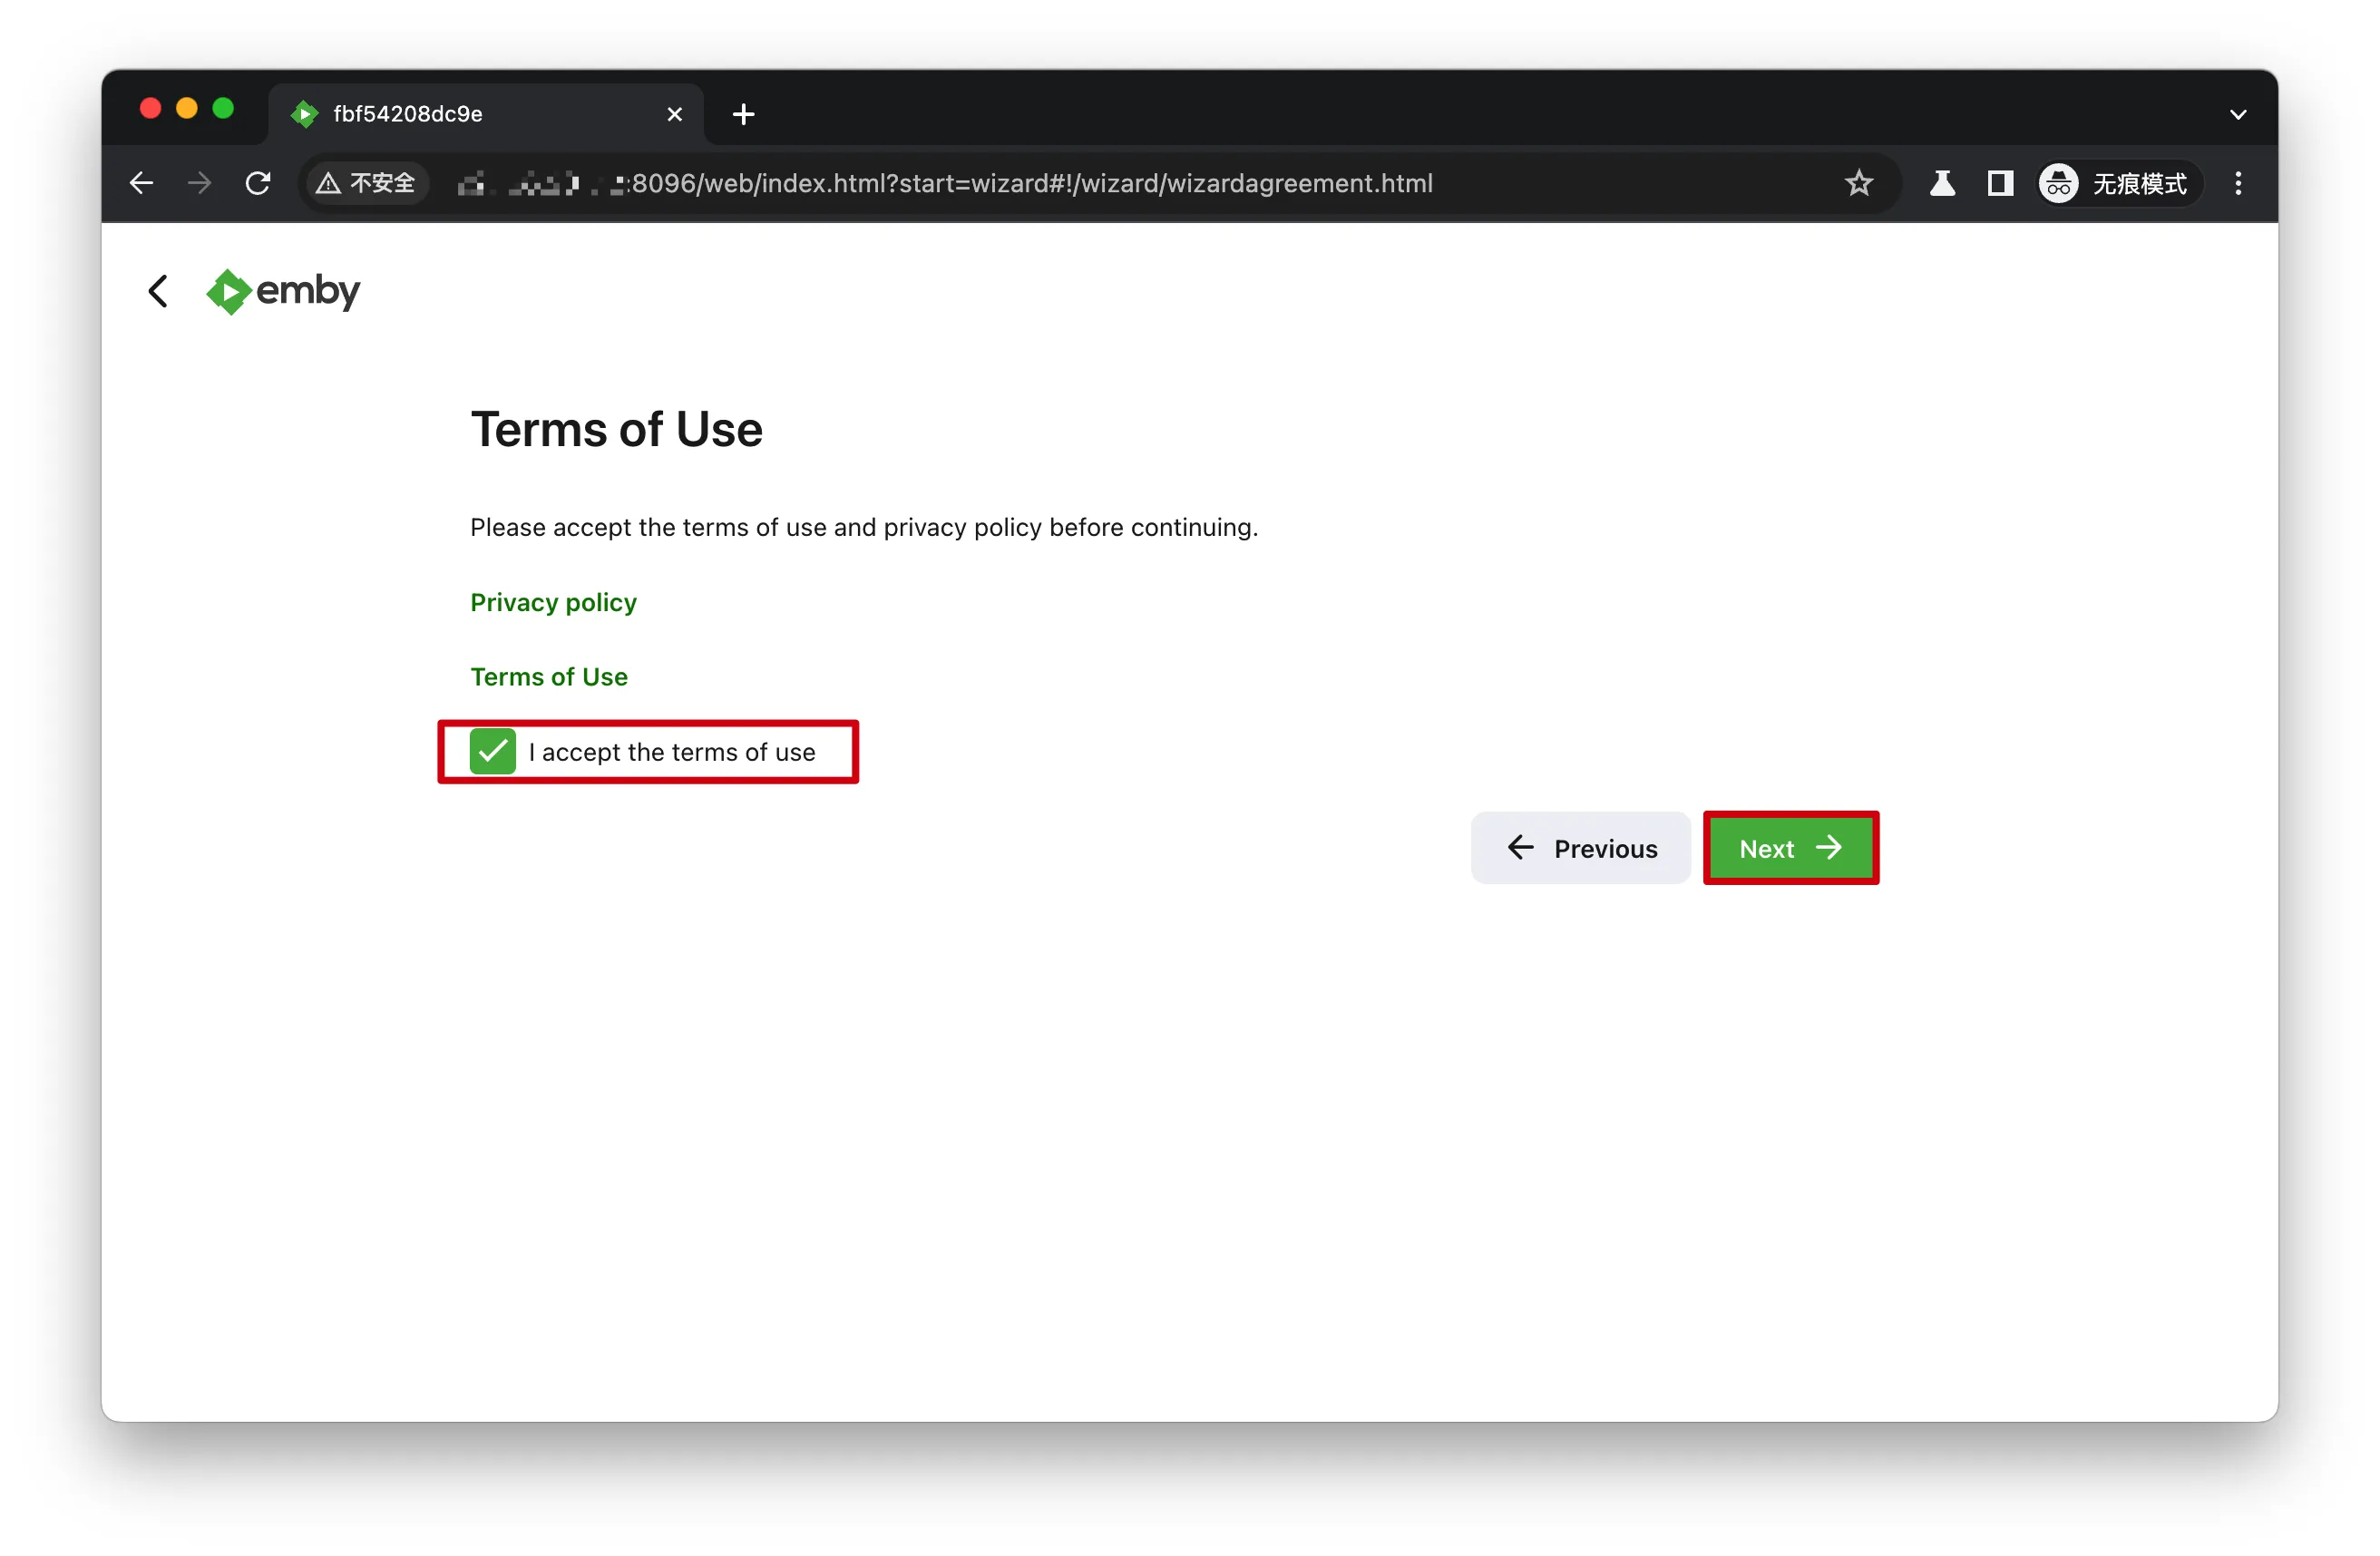 fbf54208dc9e
不安全
:8096/web/index.html?start=wizard#!/wizard/wizardagreement.html
无痕模式
emby
Terms of Use
Please accept the terms of use and privacy policy before continuing.
Privacy policy
Terms of Use
I accept the terms of use
Previous
Next